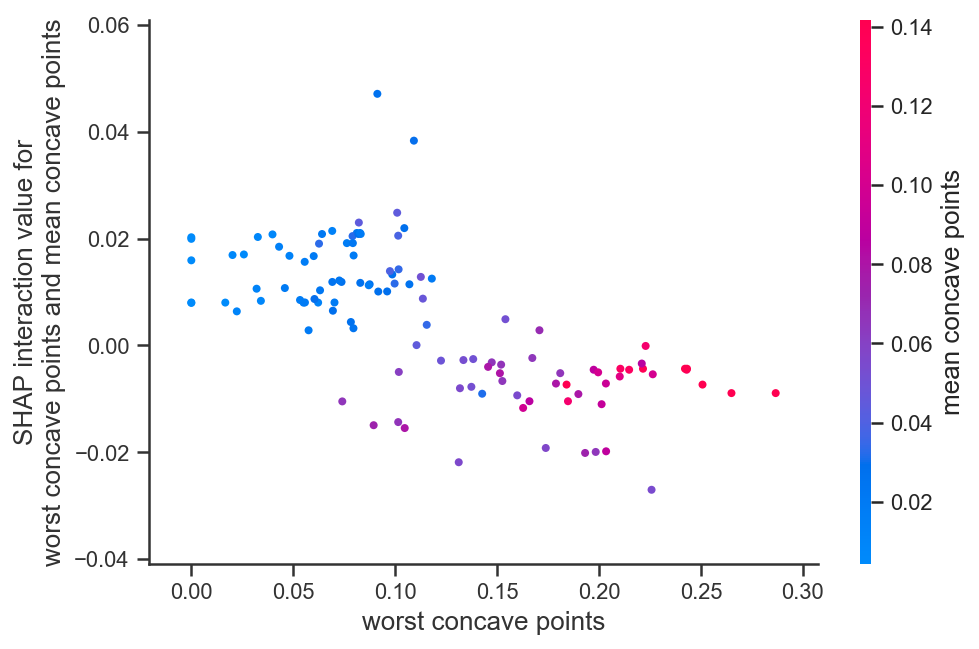 SHAP interaction value for
worst concave points and mean concave points
0.06
0.04
0.02
0.00
−0.02
−0.04
0.00 0.05 0.10 0.15 0.20 0.25 0.30
worst concave points
0.14
0.12
0.10
0.08
0.06
0.04
0.02
mean concave points